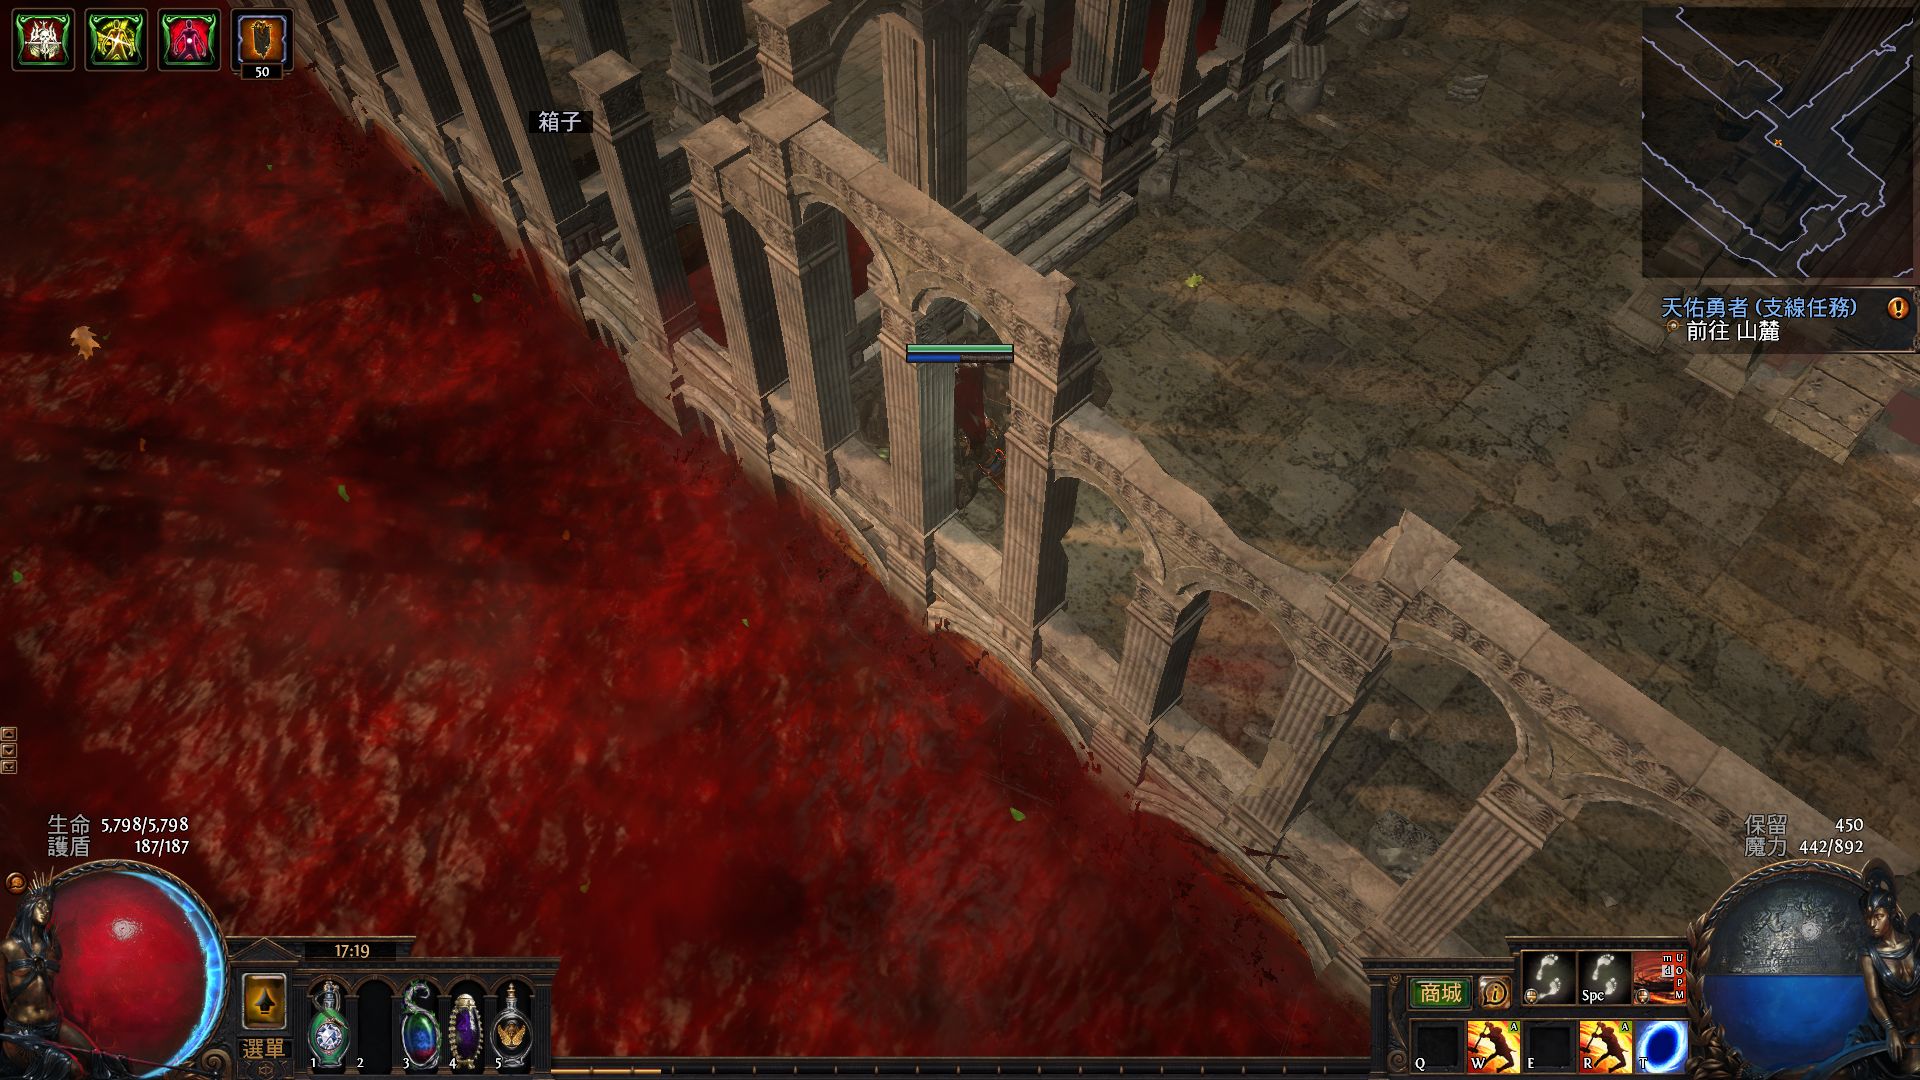 50
箱子
天佑勇者 (支線任務)
前往 山麓
生命 5,798/5,798
護盾 187/187
保留 450
魔力 442/892
17:19
選單
1
2
3
4
5
商城
Spc
m U
d O
P
M
Q
W A
E
R A
T